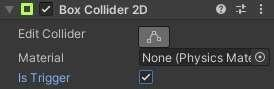 Box Collider 2D
Edit Collider
Material None (Physics Mate
Is Trigger